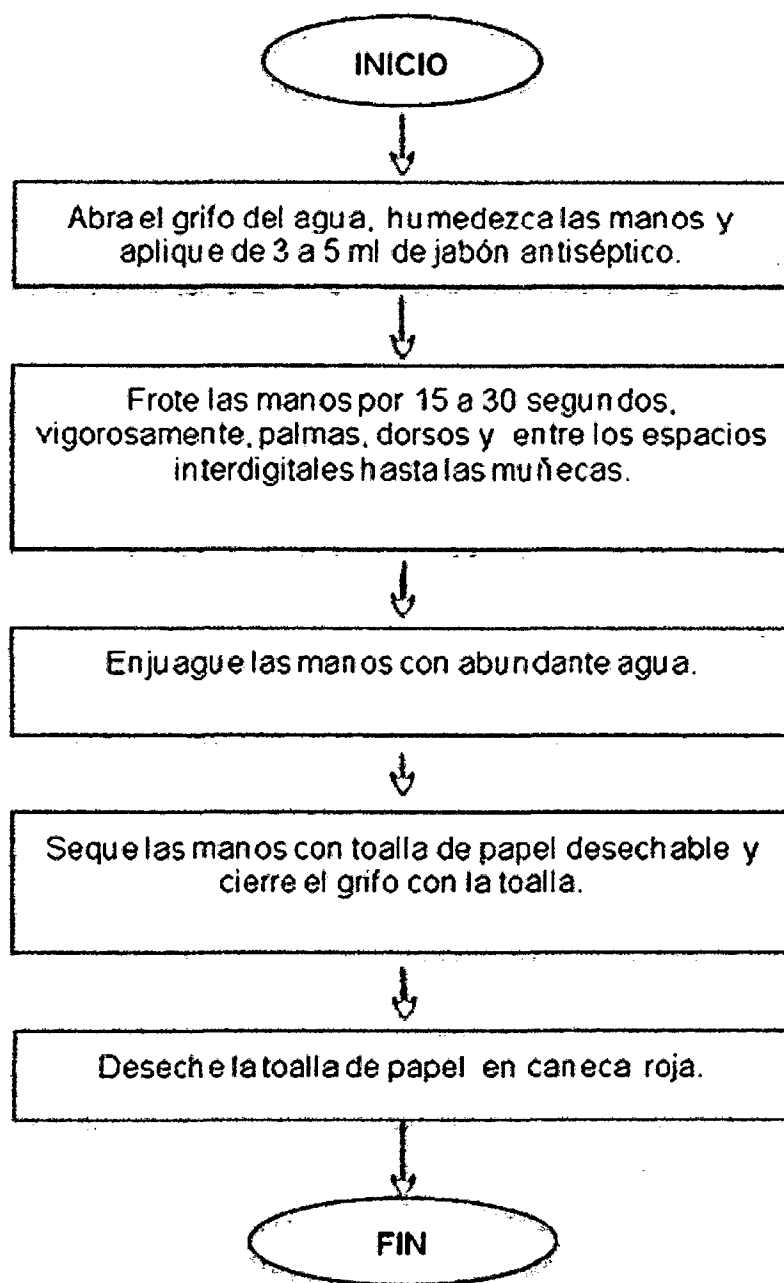 INICIO
Abra el grifo del agua, humedezca las manos y
aplique de 3 a 5 ml de jabón antiséptico.
Frote las manos por 15 a 30 segundos,
vigorosamente, palmas, dorsos y entre los espacios
interdigitales hasta las muñecas.
Enjuague las manos con abundante agua.
Seque las manos con toalla de papel desechable y
cierre el grifo con la toalla.
Deseche la toalla de papel en caneca roja.
FIN